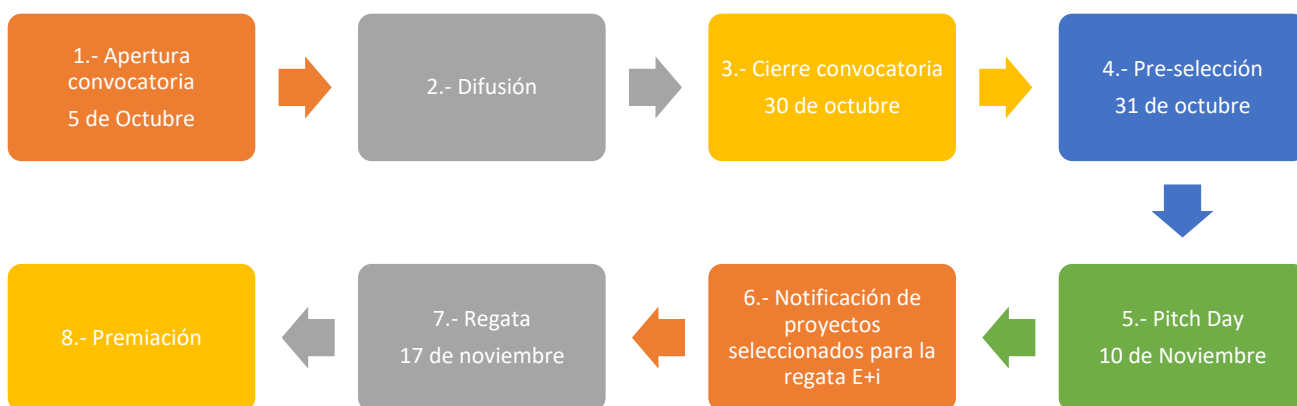 1.- Apertura
convocatoria
5 de Octubre
2.- Difusión
3.- Cierre convocatoria
30 de octubre
4.- Pre-selección
31 de octubre
5.- Pitch Day
10 de Noviembre
6.- Notificación de
proyectos
seleccionados para la
regata E+i
7.- Regata
17 de noviembre
8.- Premiación